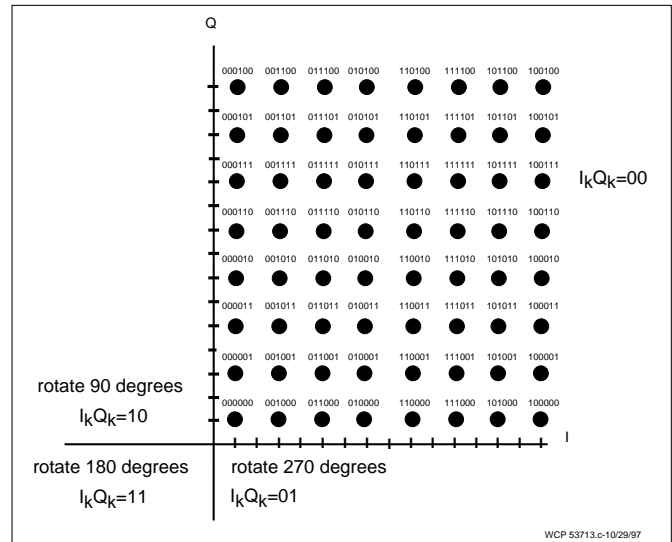 Q
000100 001100 011100 010100 110100 111100 101100 100100
000101 001101 011101 010101 110101 111101 101101 100101
000111 001111 011111 010111 110111 111111 101111 100111
IkQk=00
000110 001110 011110 010110 110110 111110 101110 100110
000010 001010 011010 010010 110010 111010 101010 100010
000011 001011 011011 010011 110011 111011 101011 100011
000001 001001 011001 010001 110001 111001 101001 100001
rotate 90 degrees
IkQk=10
000000 001000 011000 010000 110000 111000 101000 100000
I
rotate 180 degrees rotate 270 degrees
IkQk=11 IkQk=01
WCP 53713.c-10/29/97